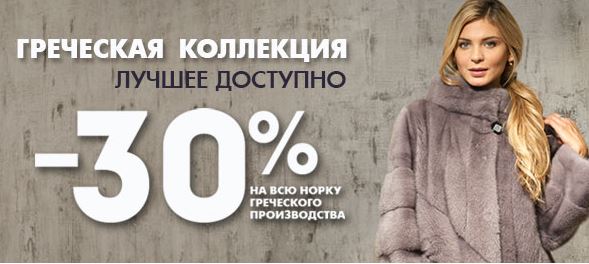 ГРЕЧЕСКАЯ КОЛЛЕКЦИЯ
ЛУЧШЕЕ ДОСТУПНО
-30%
НА ВСЮ НОРКУ
ГРЕЧЕСКОГО
ПРОИЗВОДСТВА